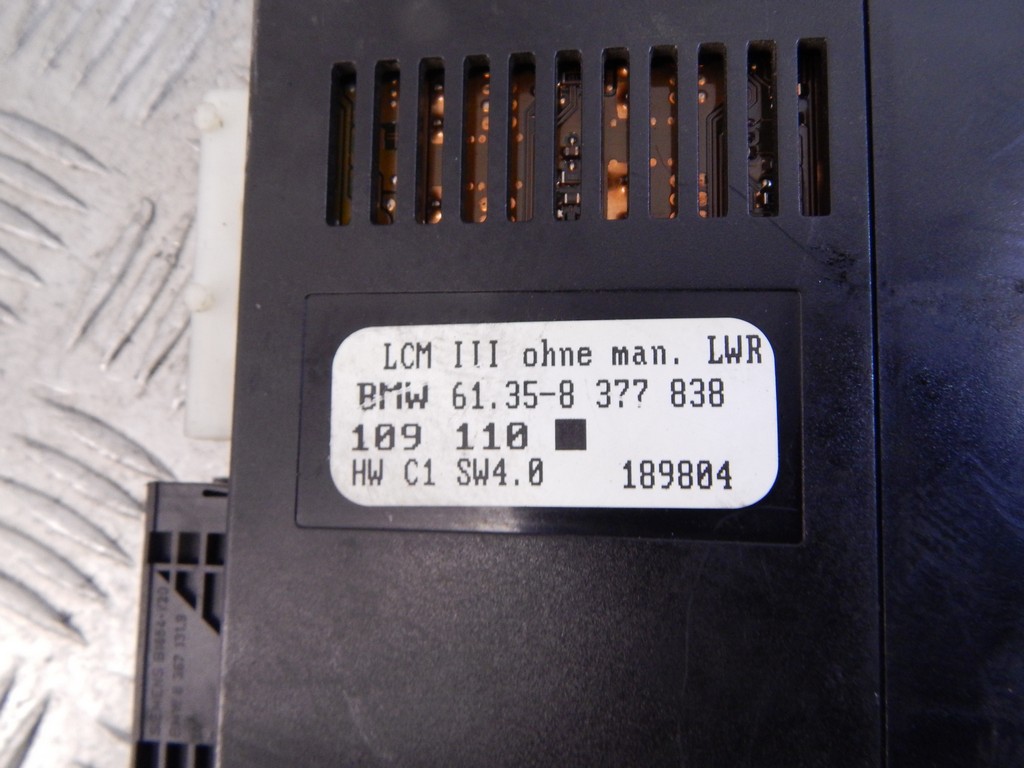 LCM III ohne man. LWR
BMW 61.35-8 377 838
109 110
HW C1 SW4.0 189804